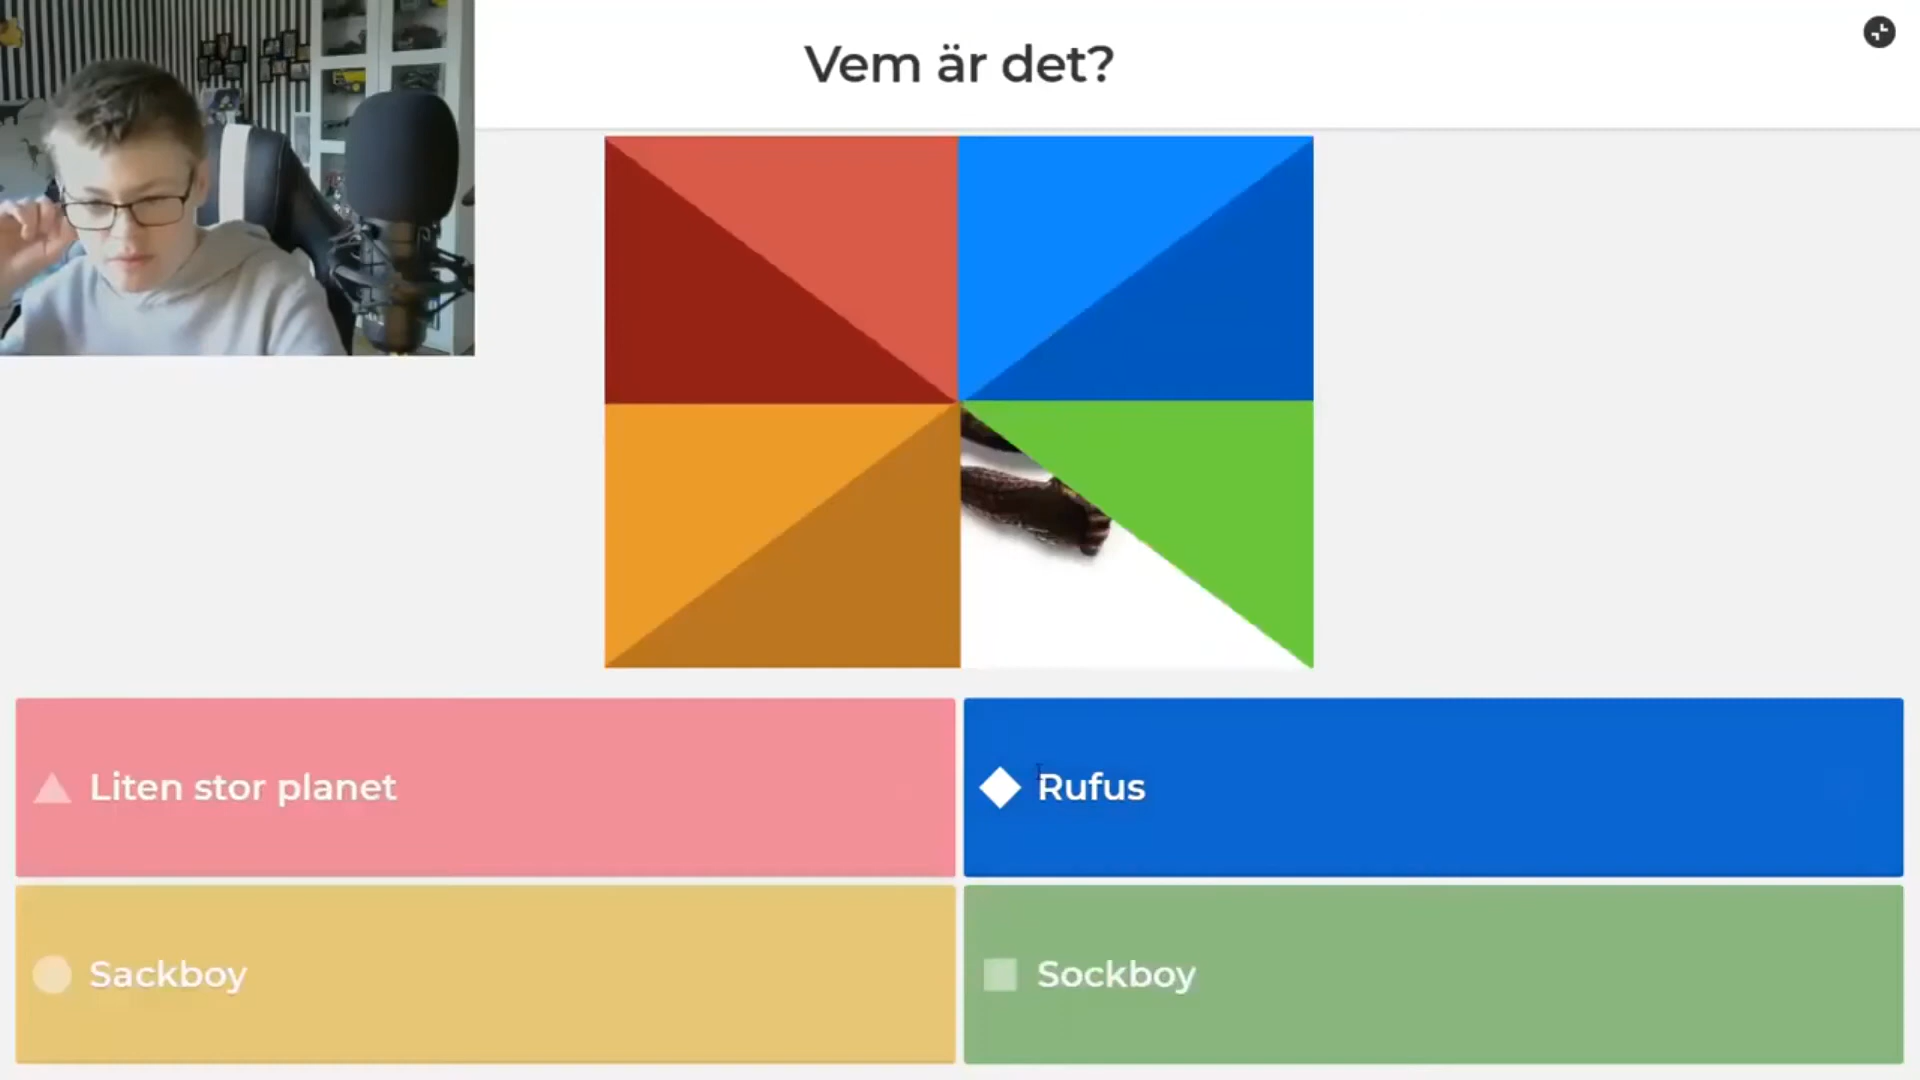 Vem är det?
Liten stor planet
Rufus
Sackboy
Sockboy